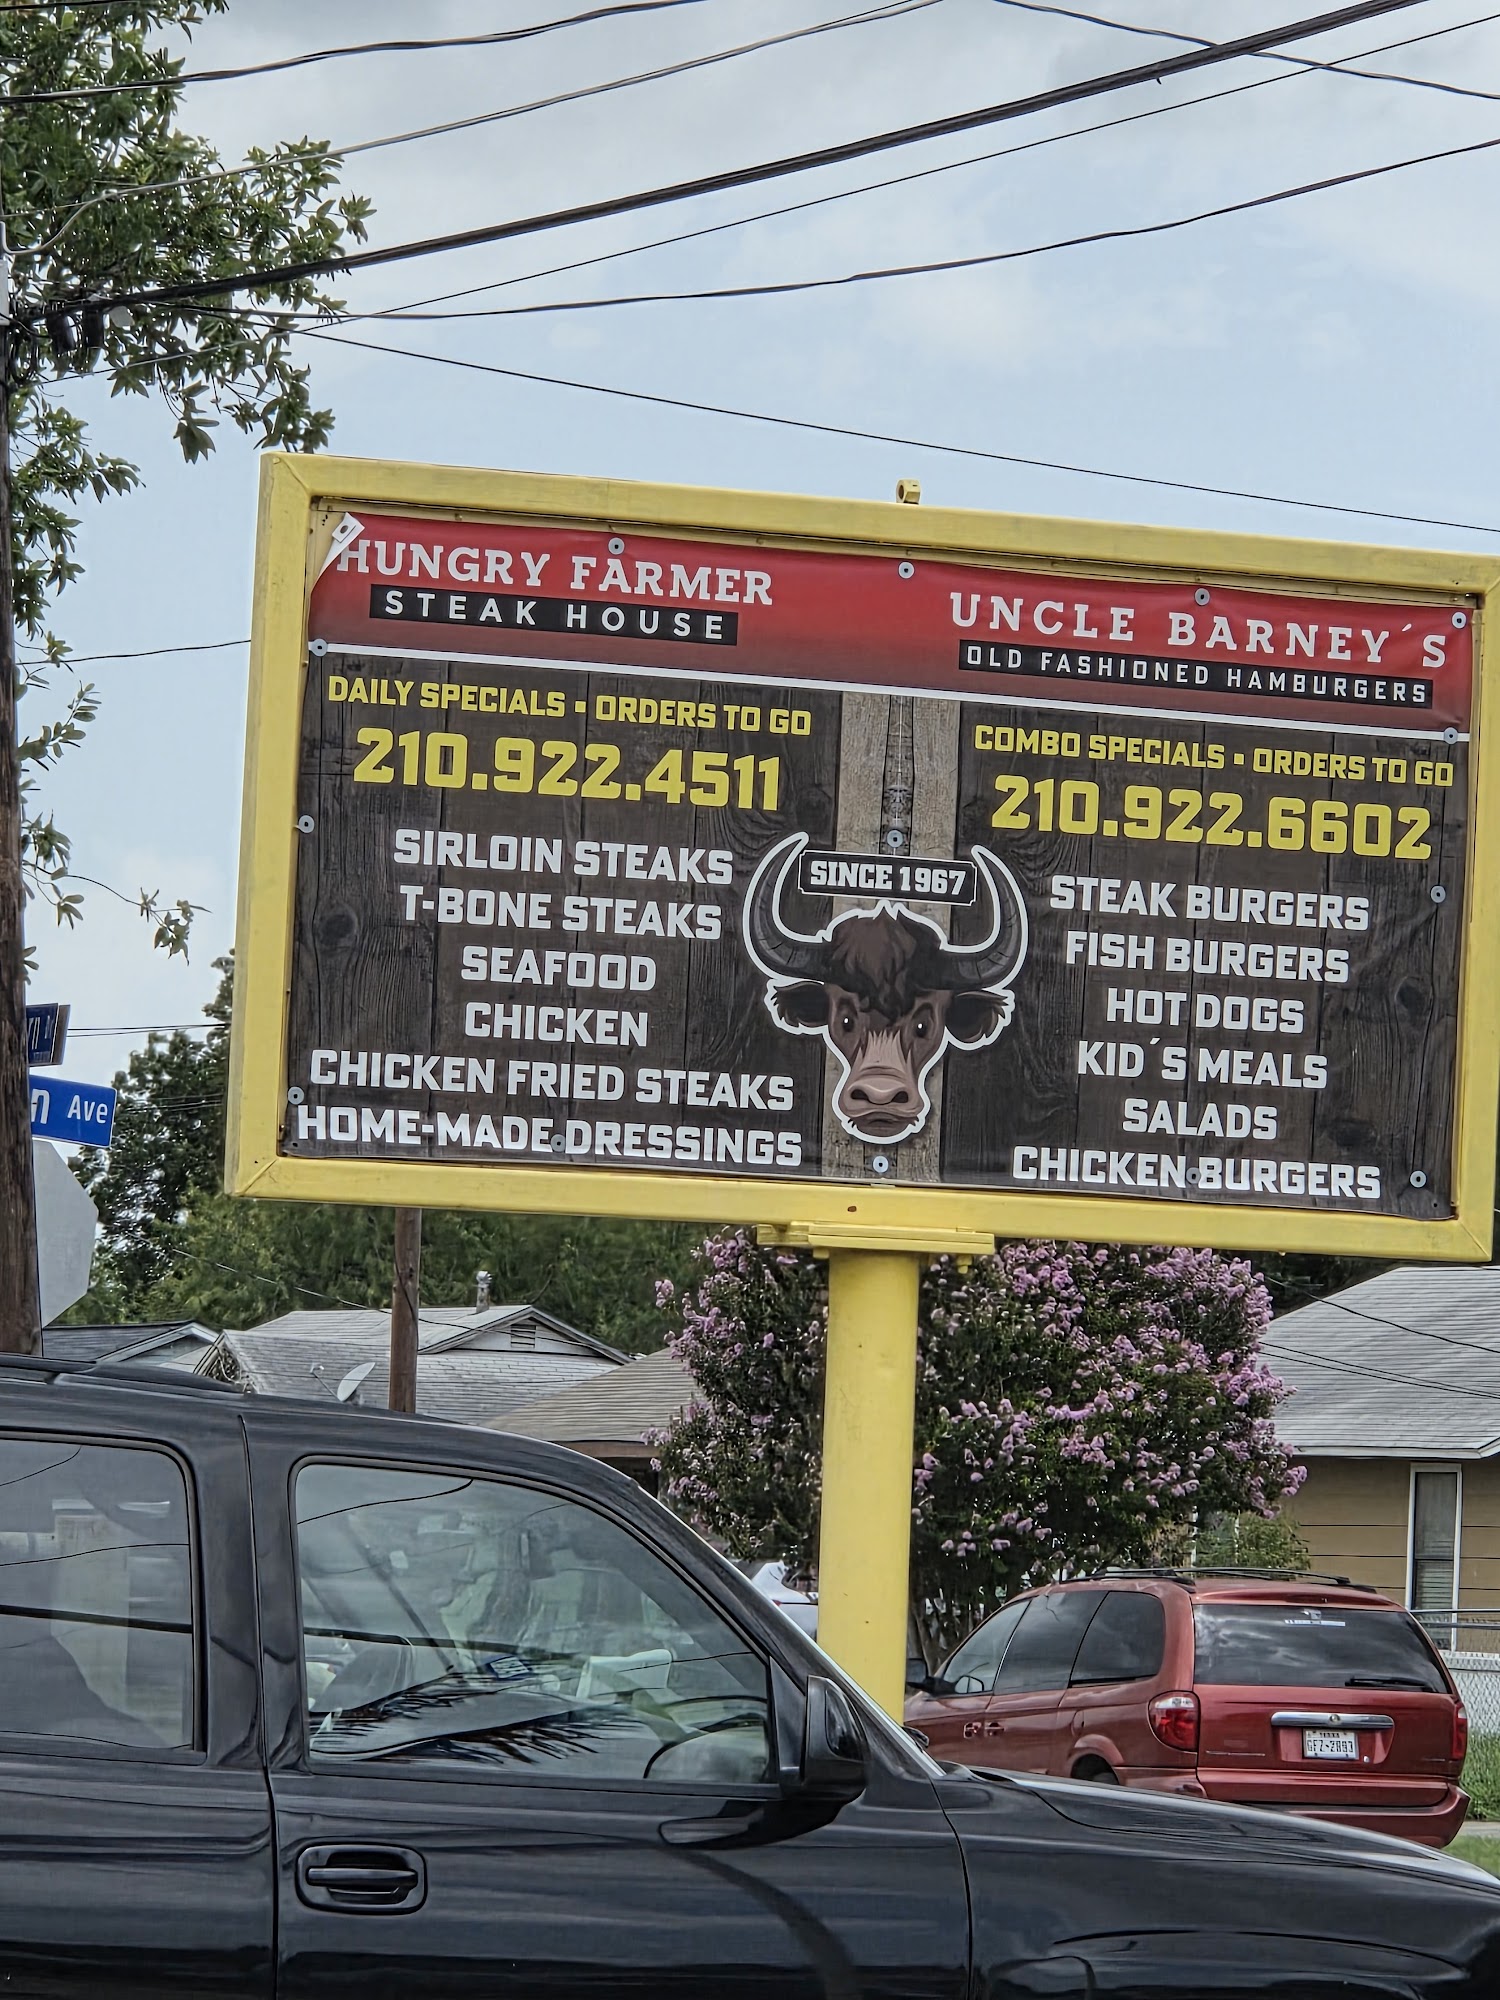 HUNGRY FARMER
STEAK HOUSE
DAILY SPECIALS ▪ ORDERS TO GO
210.922.4511
SIRLOIN STEAKS
T-BONE STEAKS
SEAFOOD
CHICKEN
CHICKEN FRIED STEAKS
HOME-MADE DRESSINGS
SINCE 1967
UNCLE BARNEY´S
OLD FASHIONED HAMBURGERS
COMBO SPECIALS ▪ ORDERS TO GO
210.922.6602
STEAK BURGERS
FISH BURGERS
HOT DOGS
KID´S MEALS
SALADS
CHICKEN BURGERS
n Ave